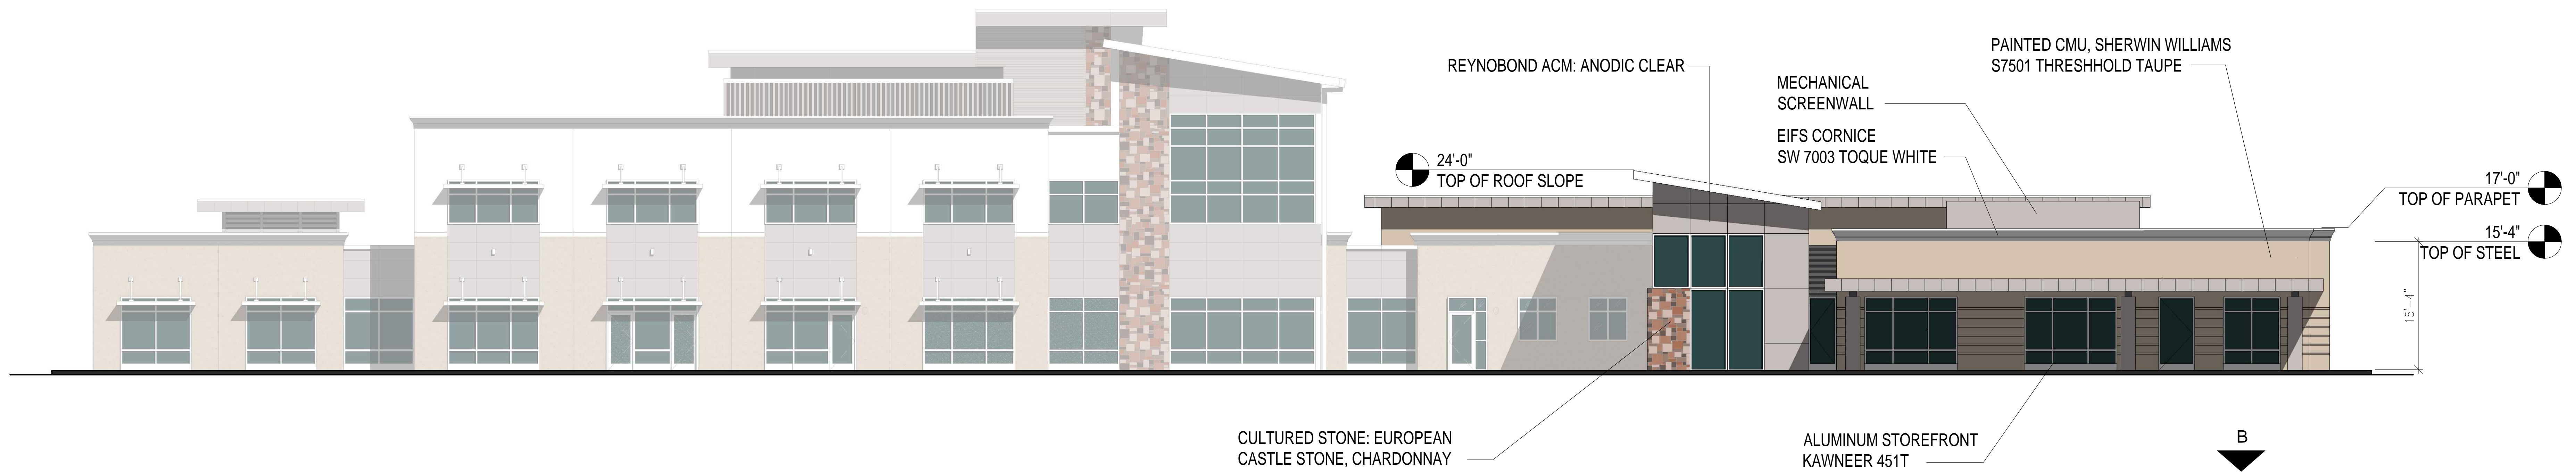 PAINTED CMU, SHERWIN WILLIAMS
S7501 THRESHHOLD TAUPE
REYNOBOND ACM: ANODIC CLEAR
MECHANICAL
SCREENWALL
EIFS CORNICE
SW 7003 TOQUE WHITE
24'-0"
TOP OF ROOF SLOPE
17'-0"
TOP OF PARAPET
15'-4"
TOP OF STEEL
15'-4"
CULTURED STONE: EUROPEAN
CASTLE STONE, CHARDONNAY
ALUMINUM STOREFRONT
KAWNEER 451T
B